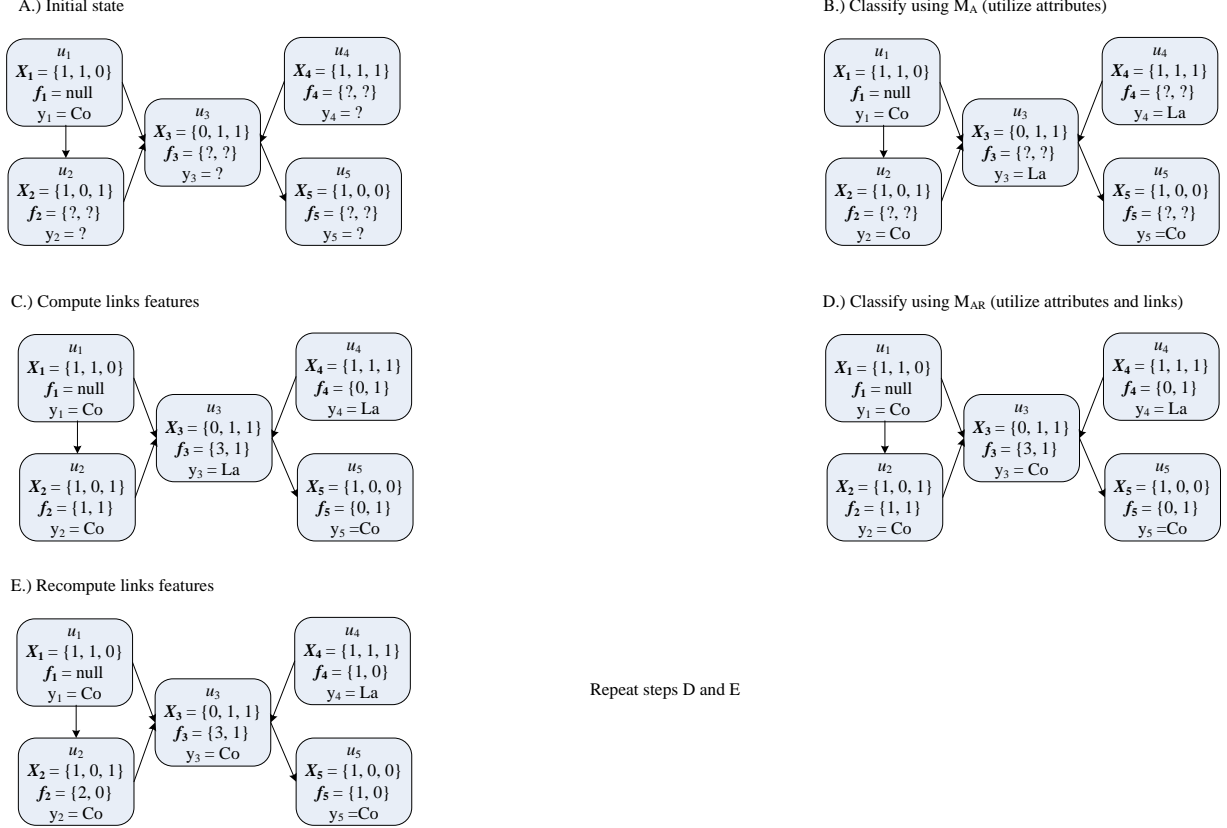 A.) Initial state
u1
X1 = {1, 1, 0}
f1 = null
y1 = Co
u2
X2 = {1, 0, 1}
f2 = {?, ?}
y2 = ?
u3
X3 = {0, 1, 1}
f3 = {?, ?}
y3 = ?
u4
X4 = {1, 1, 1}
f4 = {?, ?}
y4 = ?
u5
X5 = {1, 0, 0}
f5 = {?, ?}
y5 = ?
B.) Classify using MA (utilize attributes)
u1
X1 = {1, 1, 0}
f1 = null
y1 = Co
u2
X2 = {1, 0, 1}
f2 = {?, ?}
y2 = Co
u3
X3 = {0, 1, 1}
f3 = {?, ?}
y3 = La
u4
X4 = {1, 1, 1}
f4 = {?, ?}
y4 = La
u5
X5 = {1, 0, 0}
f5 = {?, ?}
y5 =Co
C.) Compute links features
u1
X1 = {1, 1, 0}
f1 = null
y1 = Co
u2
X2 = {1, 0, 1}
f2 = {1, 1}
y2 = Co
u3
X3 = {0, 1, 1}
f3 = {3, 1}
y3 = La
u4
X4 = {1, 1, 1}
f4 = {0, 1}
y4 = La
u5
X5 = {1, 0, 0}
f5 = {0, 1}
y5 =Co
D.) Classify using MAR (utilize attributes and links)
u1
X1 = {1, 1, 0}
f1 = null
y1 = Co
u2
X2 = {1, 0, 1}
f2 = {1, 1}
y2 = Co
u3
X3 = {0, 1, 1}
f3 = {3, 1}
y3 = Co
u4
X4 = {1, 1, 1}
f4 = {0, 1}
y4 = La
u5
X5 = {1, 0, 0}
f5 = {0, 1}
y5 =Co
E.) Recompute links features
u1
X1 = {1, 1, 0}
f1 = null
y1 = Co
u2
X2 = {1, 0, 1}
f2 = {2, 0}
y2 = Co
u3
X3 = {0, 1, 1}
f3 = {3, 1}
y3 = Co
u4
X4 = {1, 1, 1}
f4 = {1, 0}
y4 = La
u5
X5 = {1, 0, 0}
f5 = {1, 0}
y5 =Co
Repeat steps D and E